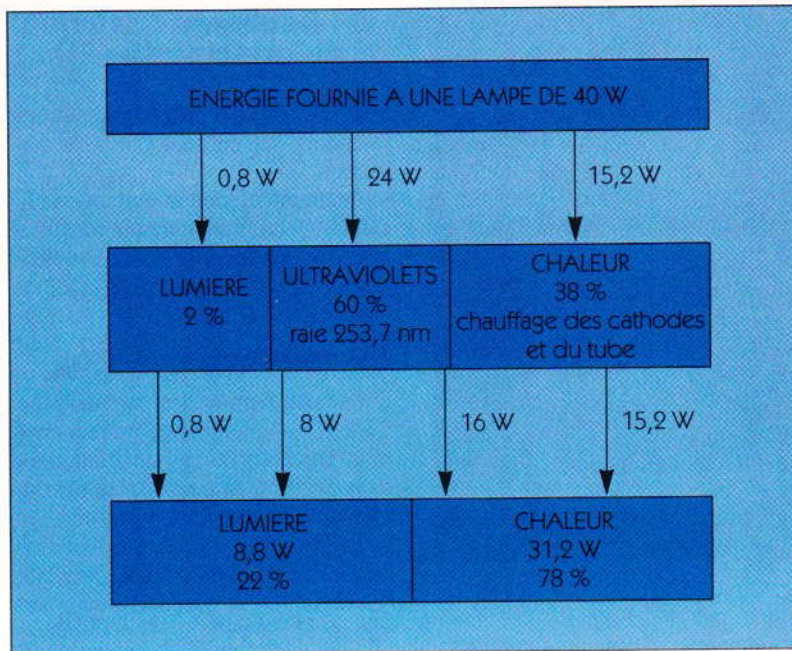 ENERGIE FOURNIE A UNE LAMPE DE 40 W
0,8 W
24 W
15,2 W
LUMIERE
2 %
ULTRAVIOLETS
60 %
raie 253,7 nm
CHALEUR
38 %
chauffage des cathodes
et du tube
0,8 W
8 W
16 W
15,2 W
LUMIERE
8,8 W
22 %
CHALEUR
31,2 W
78 %